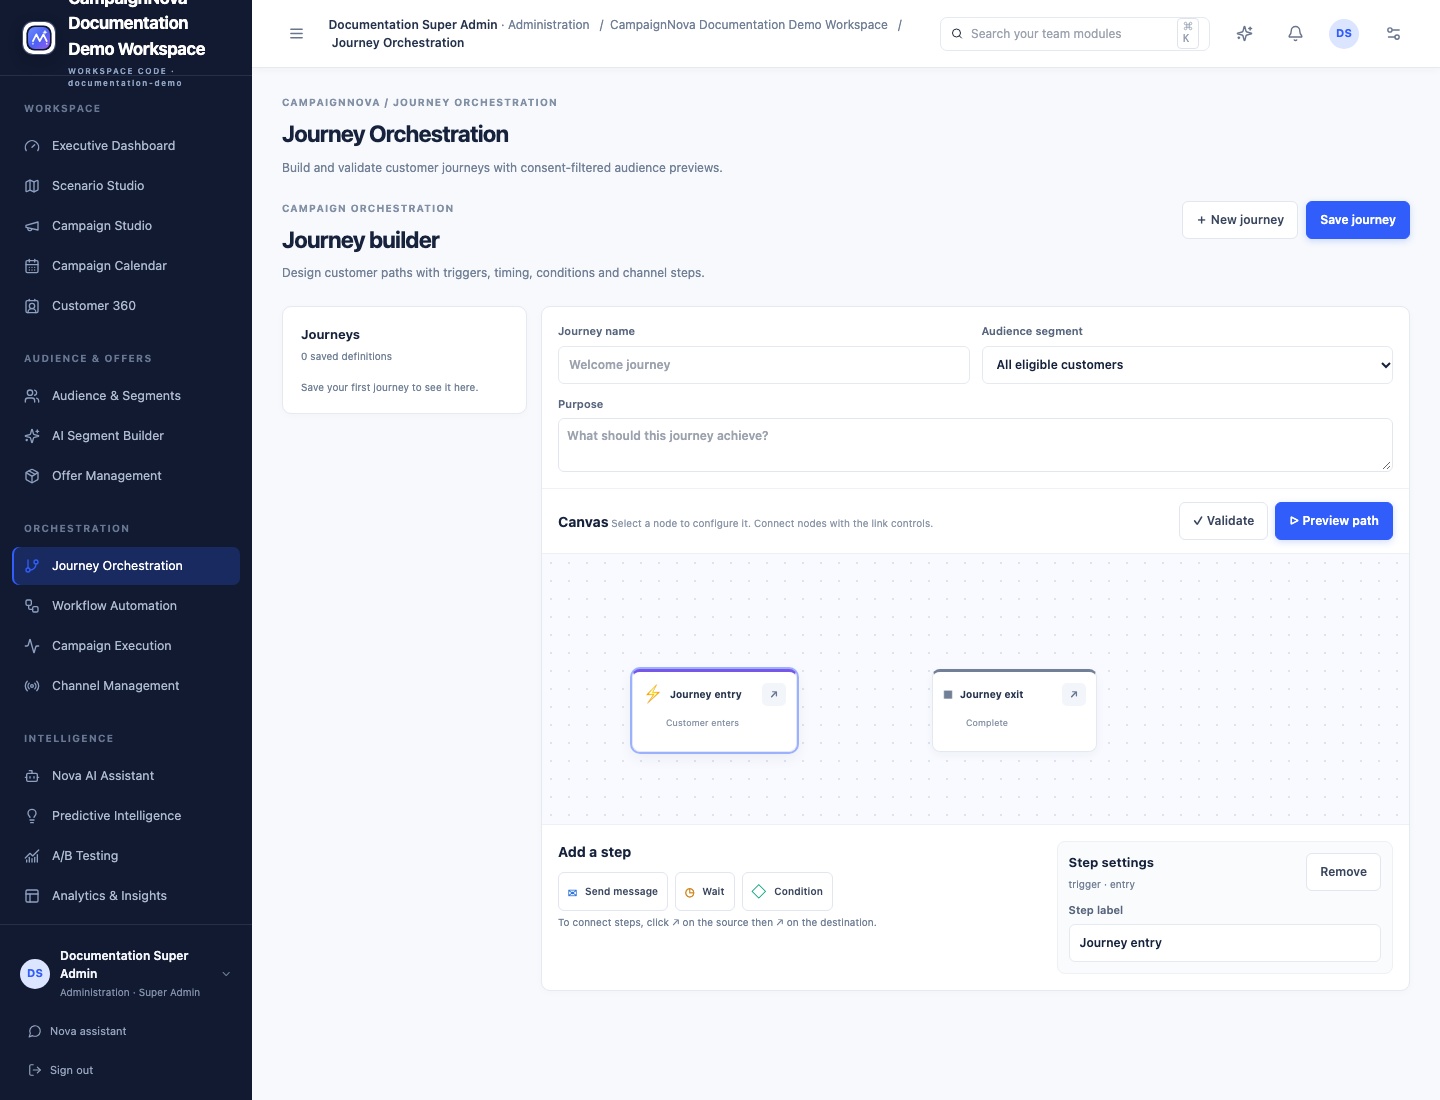 CampaignNova
Documentation
Demo Workspace
WORKSPACE CODE ·
documentation-demo
WORKSPACE
Executive Dashboard
Scenario Studio
Campaign Studio
Campaign Calendar
Customer 360
AUDIENCE & OFFERS
Audience & Segments
AI Segment Builder
Offer Management
ORCHESTRATION
Journey Orchestration
Workflow Automation
Campaign Execution
Channel Management
INTELLIGENCE
Nova AI Assistant
Predictive Intelligence
A/B Testing
Analytics & Insights
DS
Documentation Super
Admin
Administration · Super Admin
Nova assistant
Sign out
Documentation Super Admin · Administration / CampaignNova Documentation Demo Workspace /
Journey Orchestration
Search your team modules
⌘
K
DS
CAMPAIGNNOVA / JOURNEY ORCHESTRATION
Journey Orchestration
Build and validate customer journeys with consent-filtered audience previews.
CAMPAIGN ORCHESTRATION
Journey builder
Design customer paths with triggers, timing, conditions and channel steps.
+ New journey
Save journey
Journeys
0 saved definitions
Save your first journey to see it here.
Journey name
Welcome journey
Audience segment
All eligible customers
Purpose
What should this journey achieve?
Canvas Select a node to configure it. Connect nodes with the link controls.
✓ Validate
▷ Preview path
⚡ Journey entry ↗
Customer enters
■ Journey exit ↗
Complete
Add a step
✉ Send message
◷ Wait
◇ Condition
To connect steps, click ↗ on the source then ↗ on the destination.
Step settings
trigger · entry
Remove
Step label
Journey entry